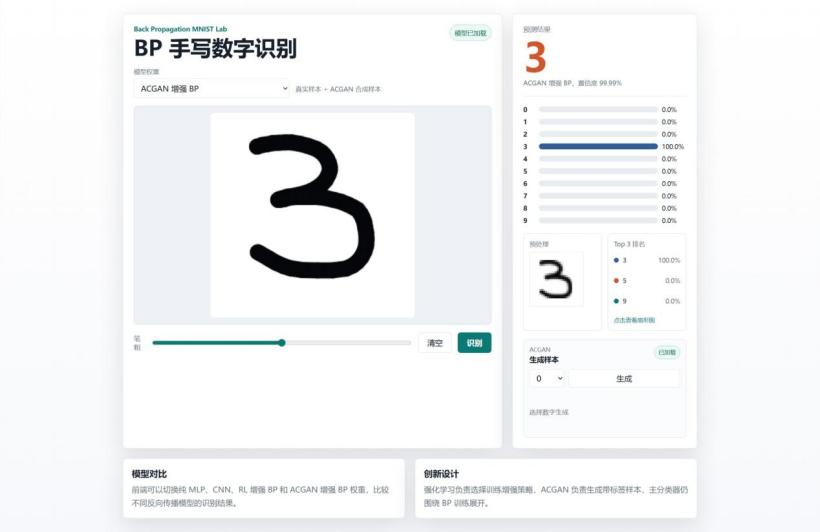 Back Propagation MNIST Lab
BP 手写数字识别
模型已加载
模型权重
ACGAN 增强 BP
真实样本 + ACGAN 合成样本
3
笔粗
清空
识别
预测结果
3
ACGAN 增强 BP，置信度 99.99%
0 0.0%
1 0.0%
2 0.0%
3 100.0%
4 0.0%
5 0.0%
6 0.0%
7 0.0%
8 0.0%
9 0.0%
预处理
3
Top 3 排名
3 100.0%
5 0.0%
9 0.0%
点击查看扇形图
ACGAN
生成样本
已加载
0
生成
选择数字生成
模型对比
前端可以切换纯 MLP、CNN、RL 增强 BP 和 ACGAN 增强 BP 权重，比较
不同反向传播模型的识别结果。
创新设计
强化学习负责选择训练增强策略，ACGAN 负责生成带标签样本，主分类器仍
围绕 BP 训练展开。